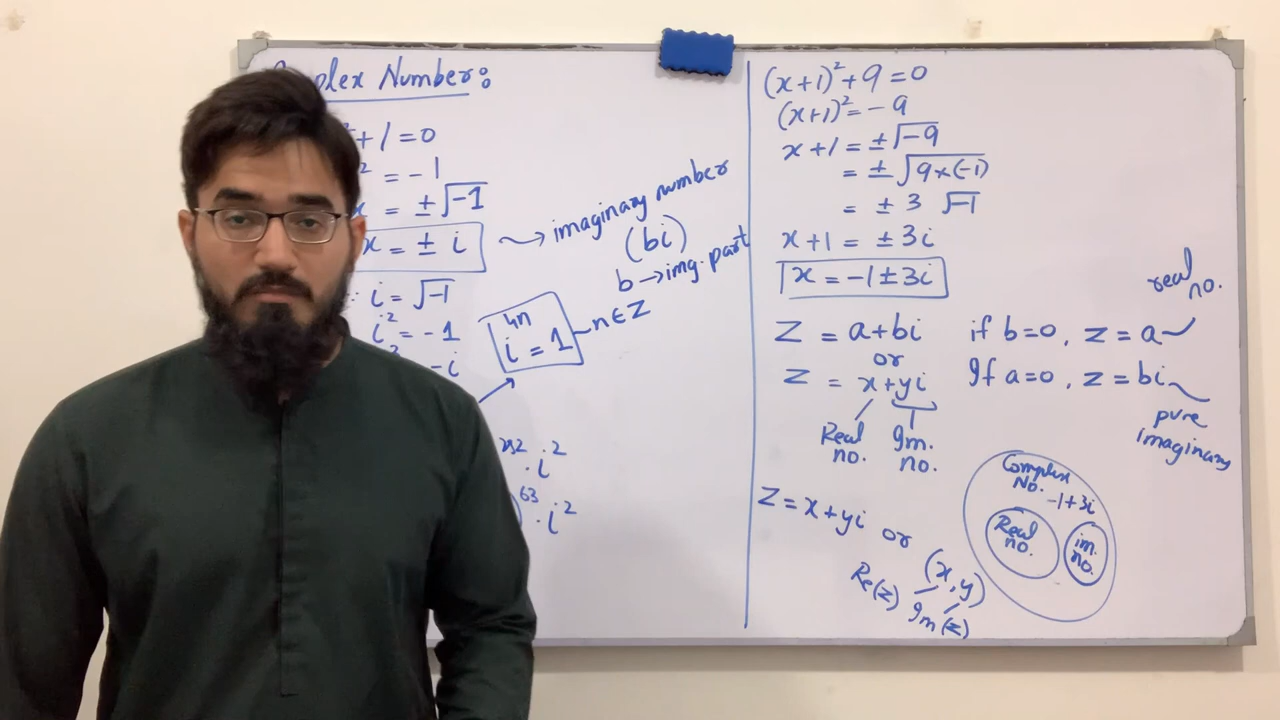 Complex Number:
+1=0
² = -1
= ±√-1
x = ± i
imaginary number
(bi)
b → img. part
i = √-1
i² = -1
-i
i⁴ⁿ = 1
n∈Z
²⁵² · i²
)⁶³ · i²
(x+1)² + 9 = 0
(x+1)² = -9
x+1 = ±√-9
= ±√9×(-1)
= ± 3 √-1
x+1 = ±3i
x = -1±3i
Z = a+bi
or
Z = x+yi
Real no.
Im. no.
if b=0, z=a
real no.
If a=0, z=bi
pure imaginary
Z = x+yi or (x,y)
Re(z)
Im(z)
Complex No.
-1+3i
Real no.
im. no.